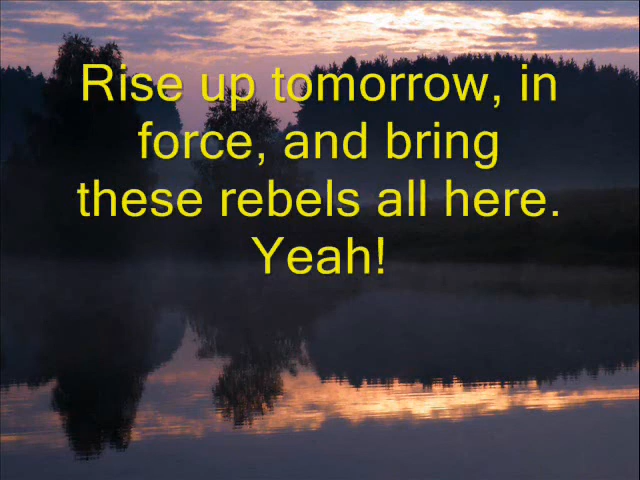 Rise up tomorrow, in
force, and bring
these rebels all here.
Yeah!